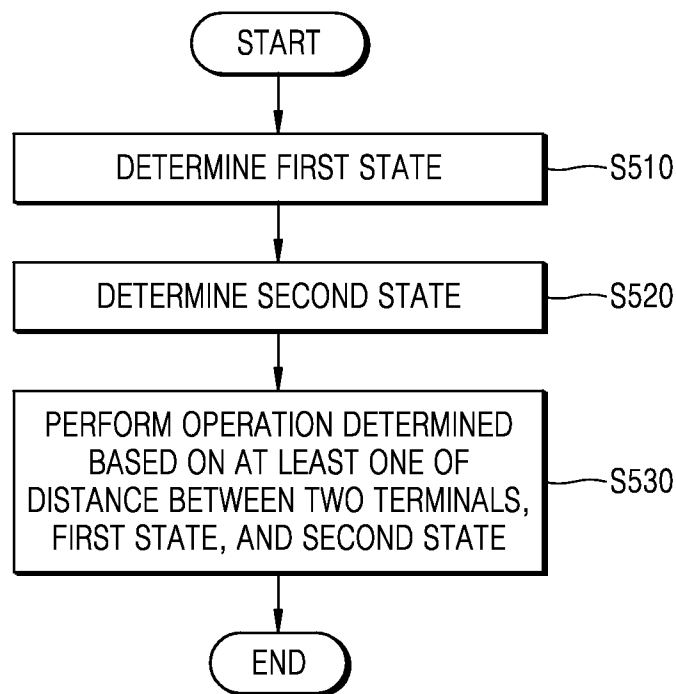 START
DETERMINE FIRST STATE
S510
DETERMINE SECOND STATE
S520
PERFORM OPERATION DETERMINED
BASED ON AT LEAST ONE OF
DISTANCE BETWEEN TWO TERMINALS,
FIRST STATE, AND SECOND STATE
S530
END